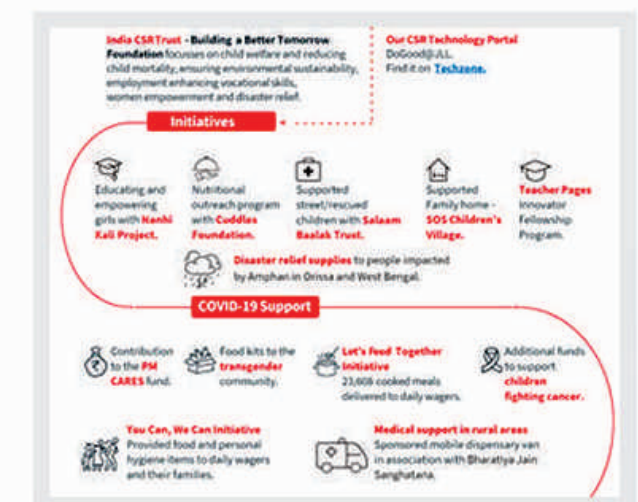 India CSR Trust - Building a Better Tomorrow
Foundation focusses on child welfare and reducing
child mortality, ensuring environmental sustainability,
employment enhancing vocational skills,
women empowerment and disaster relief.
Our CSR Technology Portal
DoGood@JLL.
Find it on Techzone.
Initiatives
Educating and
empowering
girls with Nanhi
Kali Project.
Nutritional
outreach program
with Cuddles
Foundation.
Supported
street/rescued
children with Salaam
Baalak Trust.
Supported
Family home -
SOS Children's
Village.
Teacher Pages
Innovator
Fellowship
Program.
Disaster relief supplies to people impacted
by Amphan in Orissa and West Bengal.
COVID-19 Support
Contribution
to the PM
CARES fund.
Food kits to the
transgender
community.
Let's Feed Together
Initiative
23,608 cooked meals
delivered to daily wagers.
Additional funds
to support
children
fighting cancer.
You Can, We Can Initiative
Provided food and personal
hygiene items to daily wagers
and their families.
Medical support in rural areas
Sponsored mobile dispensary van
in association with Bharatiya Jain
Sanghatana.